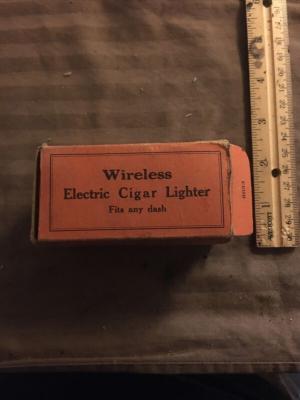 Wireless
Electric Cigar Lighter
Fits any dash